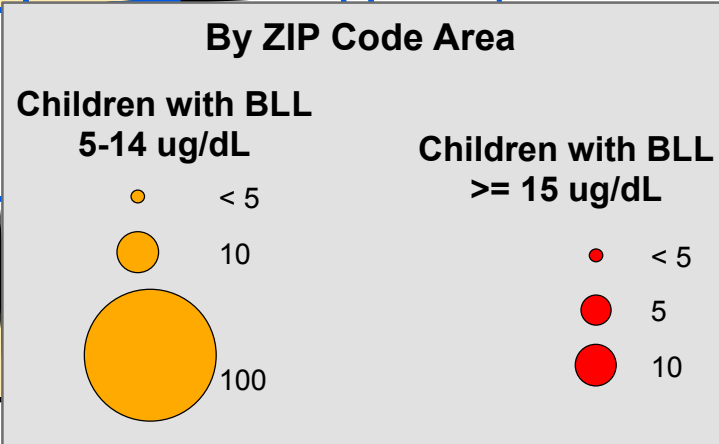 By ZIP Code Area
Children with BLL
5-14 ug/dL
< 5
10
100
Children with BLL
>= 15 ug/dL
< 5
5
10